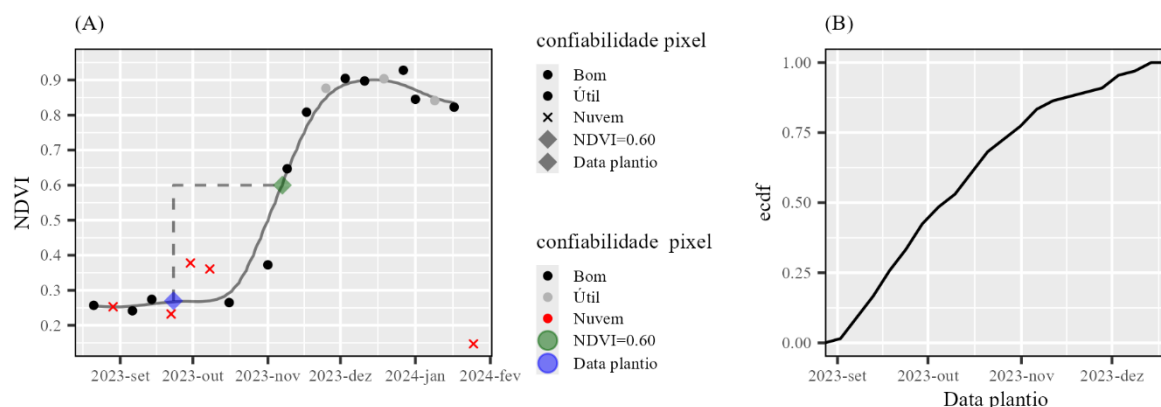 (A)
NDVI
0.9
0.8
0.7
0.6
0.5
0.4
0.3
0.2
2023-set
2023-out
2023-nov
2023-dez
2024-jan
2024-fev
confiabilidade pixel
Bom
Útil
Nuvem
NDVI=0.60
Data plantio
confiabilidade  pixel
Bom
Útil
Nuvem
NDVI=0.60
Data plantio
(B)
ecdf
1.00
0.75
0.50
0.25
0.00
2023-set
2023-out
2023-nov
2023-dez
Data plantio